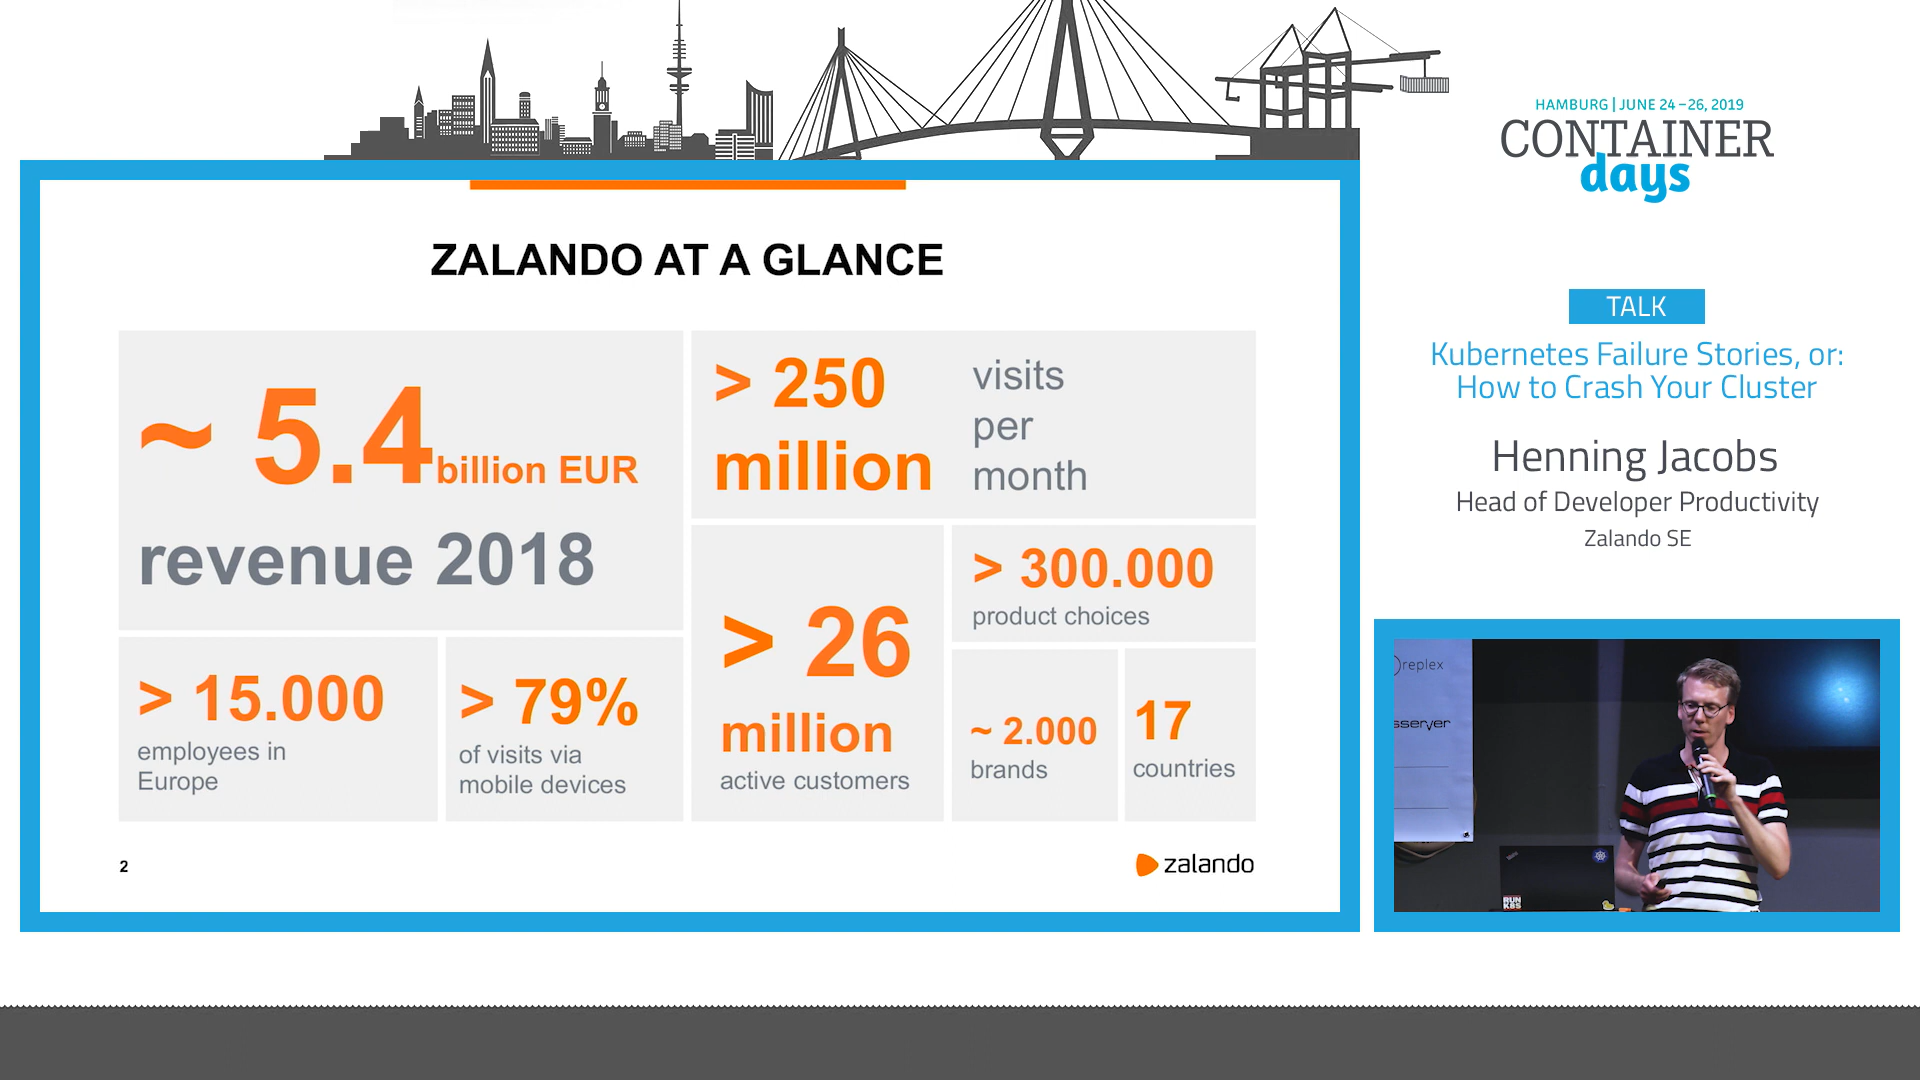 HAMBURG | JUNE 24–26, 2019
CONTAINER
days
ZALANDO AT A GLANCE
~ 5.4 billion EUR
revenue 2018
> 250
million
visits
per
month
> 15.000
employees in
Europe
> 79%
of visits via
mobile devices
> 26
million
active customers
> 300.000
product choices
~ 2.000
brands
17
countries
2
zalando
TALK
Kubernetes Failure Stories, or:
How to Crash Your Cluster
Henning Jacobs
Head of Developer Productivity
Zalando SE
replex
sserver
RUN
K8S